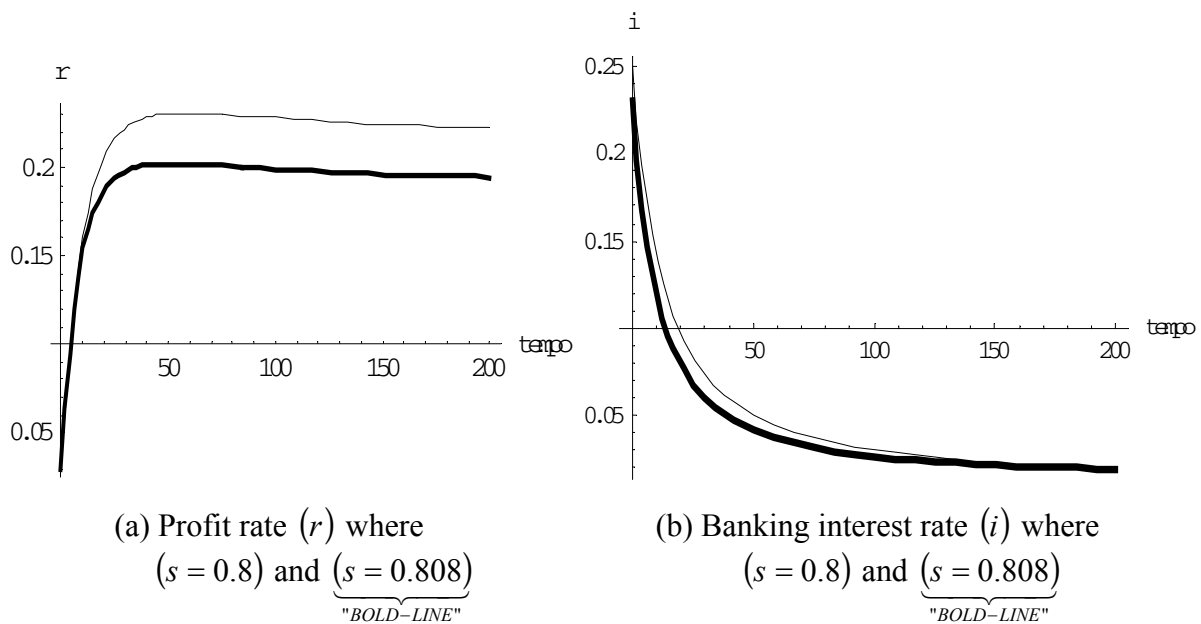 r
0.2
0.15
0.05
50 100 150 200
tempo
(a) Profit rate (r) where
(s = 0.8) and (s = 0.808)
"BOLD−LINE"
i
0.25
0.2
0.15
0.05
50 100 150 200
tempo
(b) Banking interest rate (i) where
(s = 0.8) and (s = 0.808)
"BOLD−LINE"